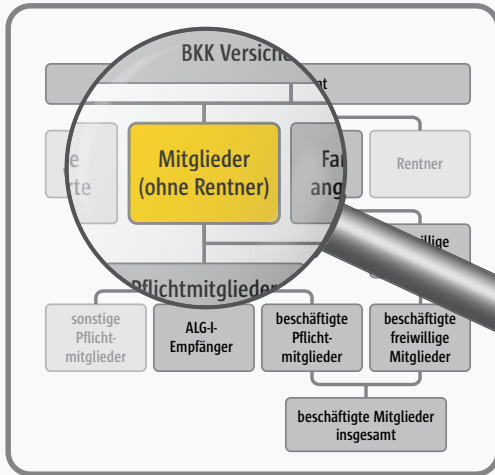 BKK Versiche
nt
e
rte
Mitglieder
(ohne Rentner)
Fa
ang
Rentner
illige
Pflichtmitglieder
sonstige
Pflicht-
mitglieder
ALG-I-
Empfänger
beschäftigte
Pflicht-
mitglieder
beschäftigte
freiwillige
Mitglieder
beschäftigte Mitglieder
insgesamt